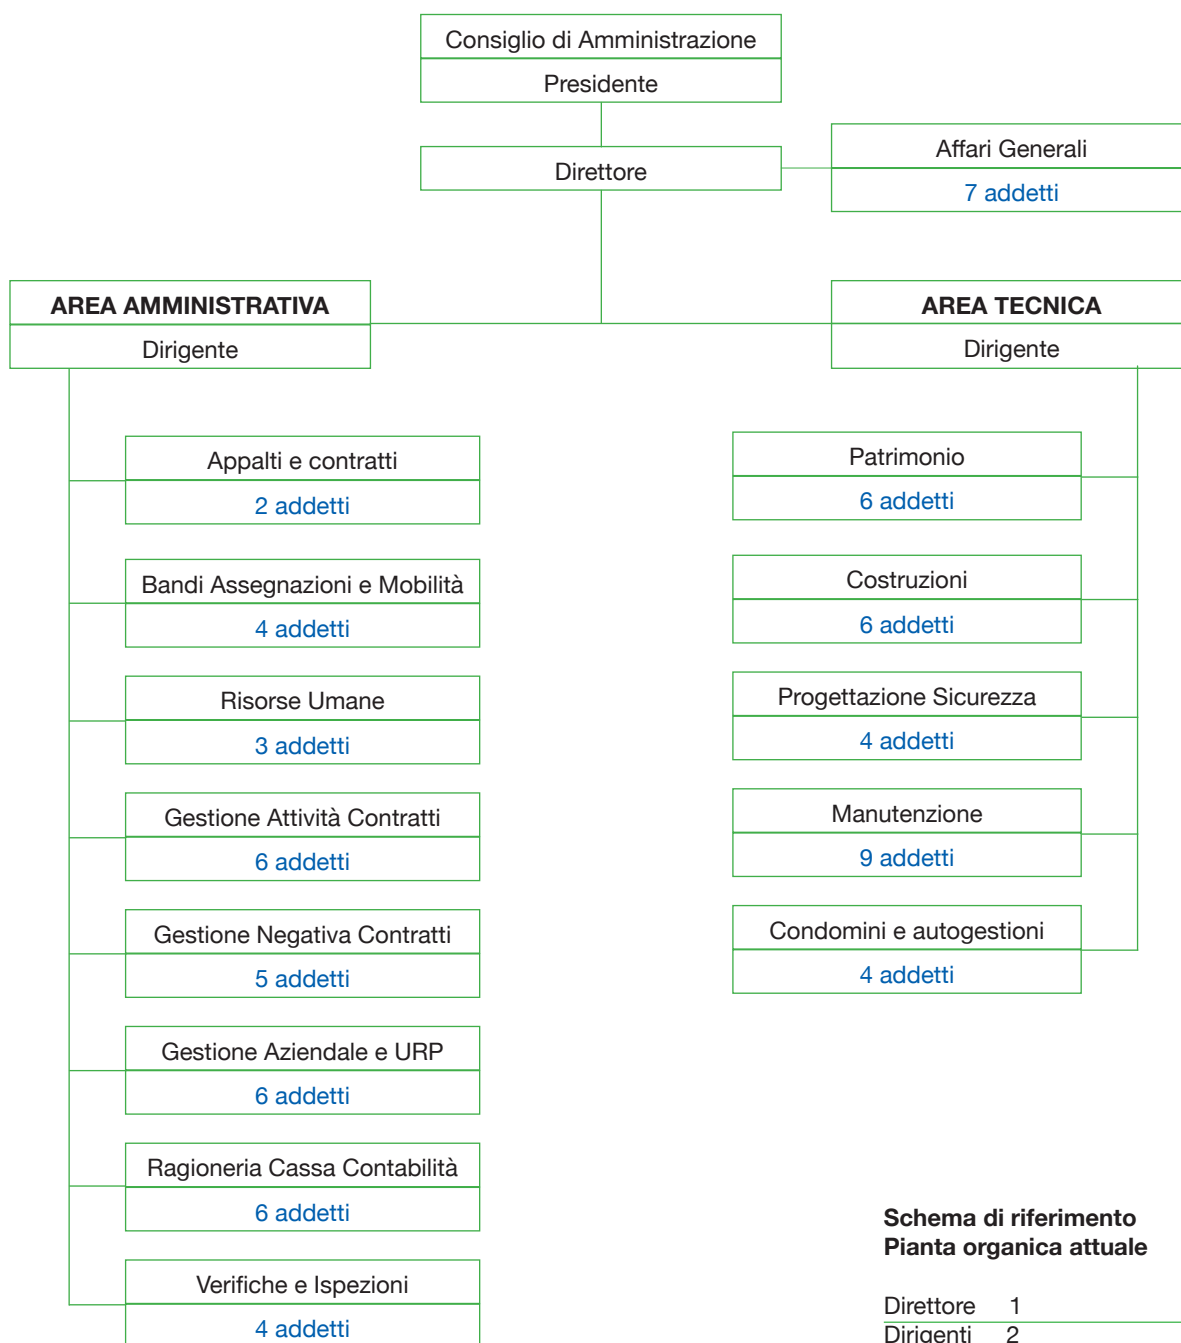 Consiglio di Amministrazione
Presidente
Direttore
Affari Generali
7 addetti
AREA AMMINISTRATIVA
Dirigente
AREA TECNICA
Dirigente
Appalti e contratti
2 addetti
Bandi Assegnazioni e Mobilità
4 addetti
Risorse Umane
3 addetti
Gestione Attività Contratti
6 addetti
Gestione Negativa Contratti
5 addetti
Gestione Aziendale e URP
6 addetti
Ragioneria Cassa Contabilità
6 addetti
Verifiche e Ispezioni
4 addetti
Patrimonio
6 addetti
Costruzioni
6 addetti
Progettazione Sicurezza
4 addetti
Manutenzione
9 addetti
Condomini e autogestioni
4 addetti
Schema di riferimento
Pianta organica attuale
Direttore 1
Dirigenti 2